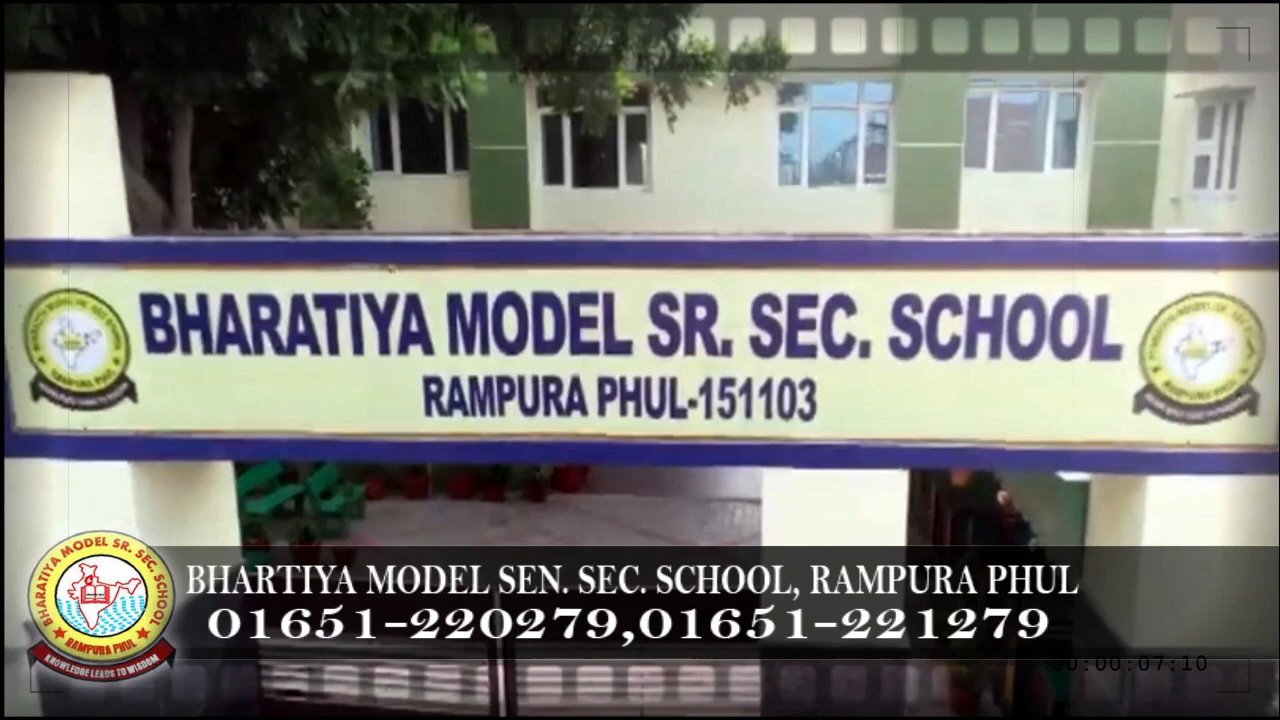 BHARATIYA MODEL SR. SEC. SCHOOL
RAMPURA PHUL-151103
BHARATIYA MODEL SR. SEC. SCHOOL
RAMPURA PHUL
KNOWLEDGE LEADS TO WISDOM
BHARTIYA MODEL SEN. SEC. SCHOOL, RAMPURA PHUL
01651-220279,01651-221279
00:00:07:10